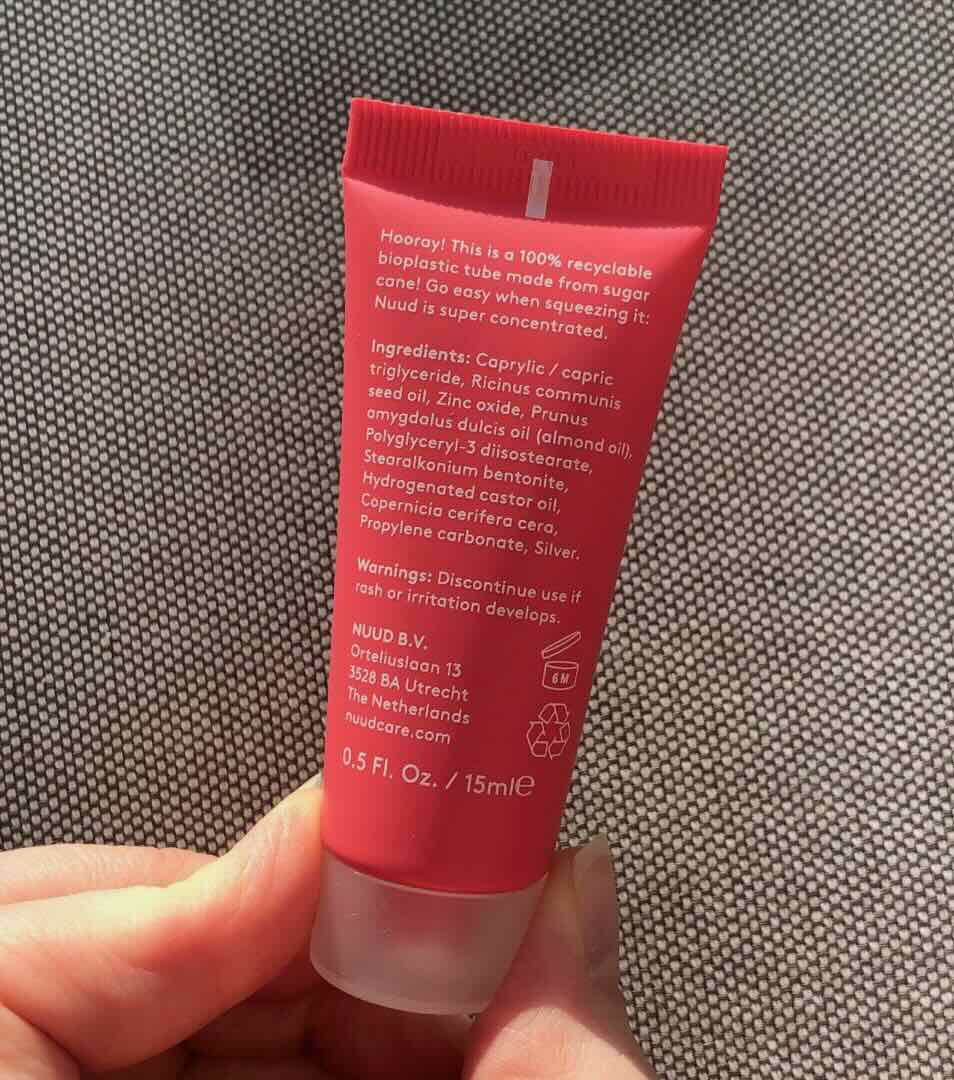 Hooray! This is a 100% recyclable
bioplastic tube made from sugar
cane! Go easy when squeezing it:
Nuud is super concentrated.
Ingredients: Caprylic / capric
triglyceride, Ricinus communis
seed oil, Zinc oxide, Prunus
amygdalus dulcis oil (almond oil),
Polyglyceryl-3 diisostearate,
Stearalkonium bentonite,
Hydrogenated castor oil,
Copernicia cerifera cera,
Propylene carbonate, Silver.
Warnings: Discontinue use if
rash or irritation develops.
NUUD B.V.
Orteliuslaan 13
3528 BA Utrecht
The Netherlands
nuudcare.com
6 M
0.5 Fl. Oz. / 15ml℮